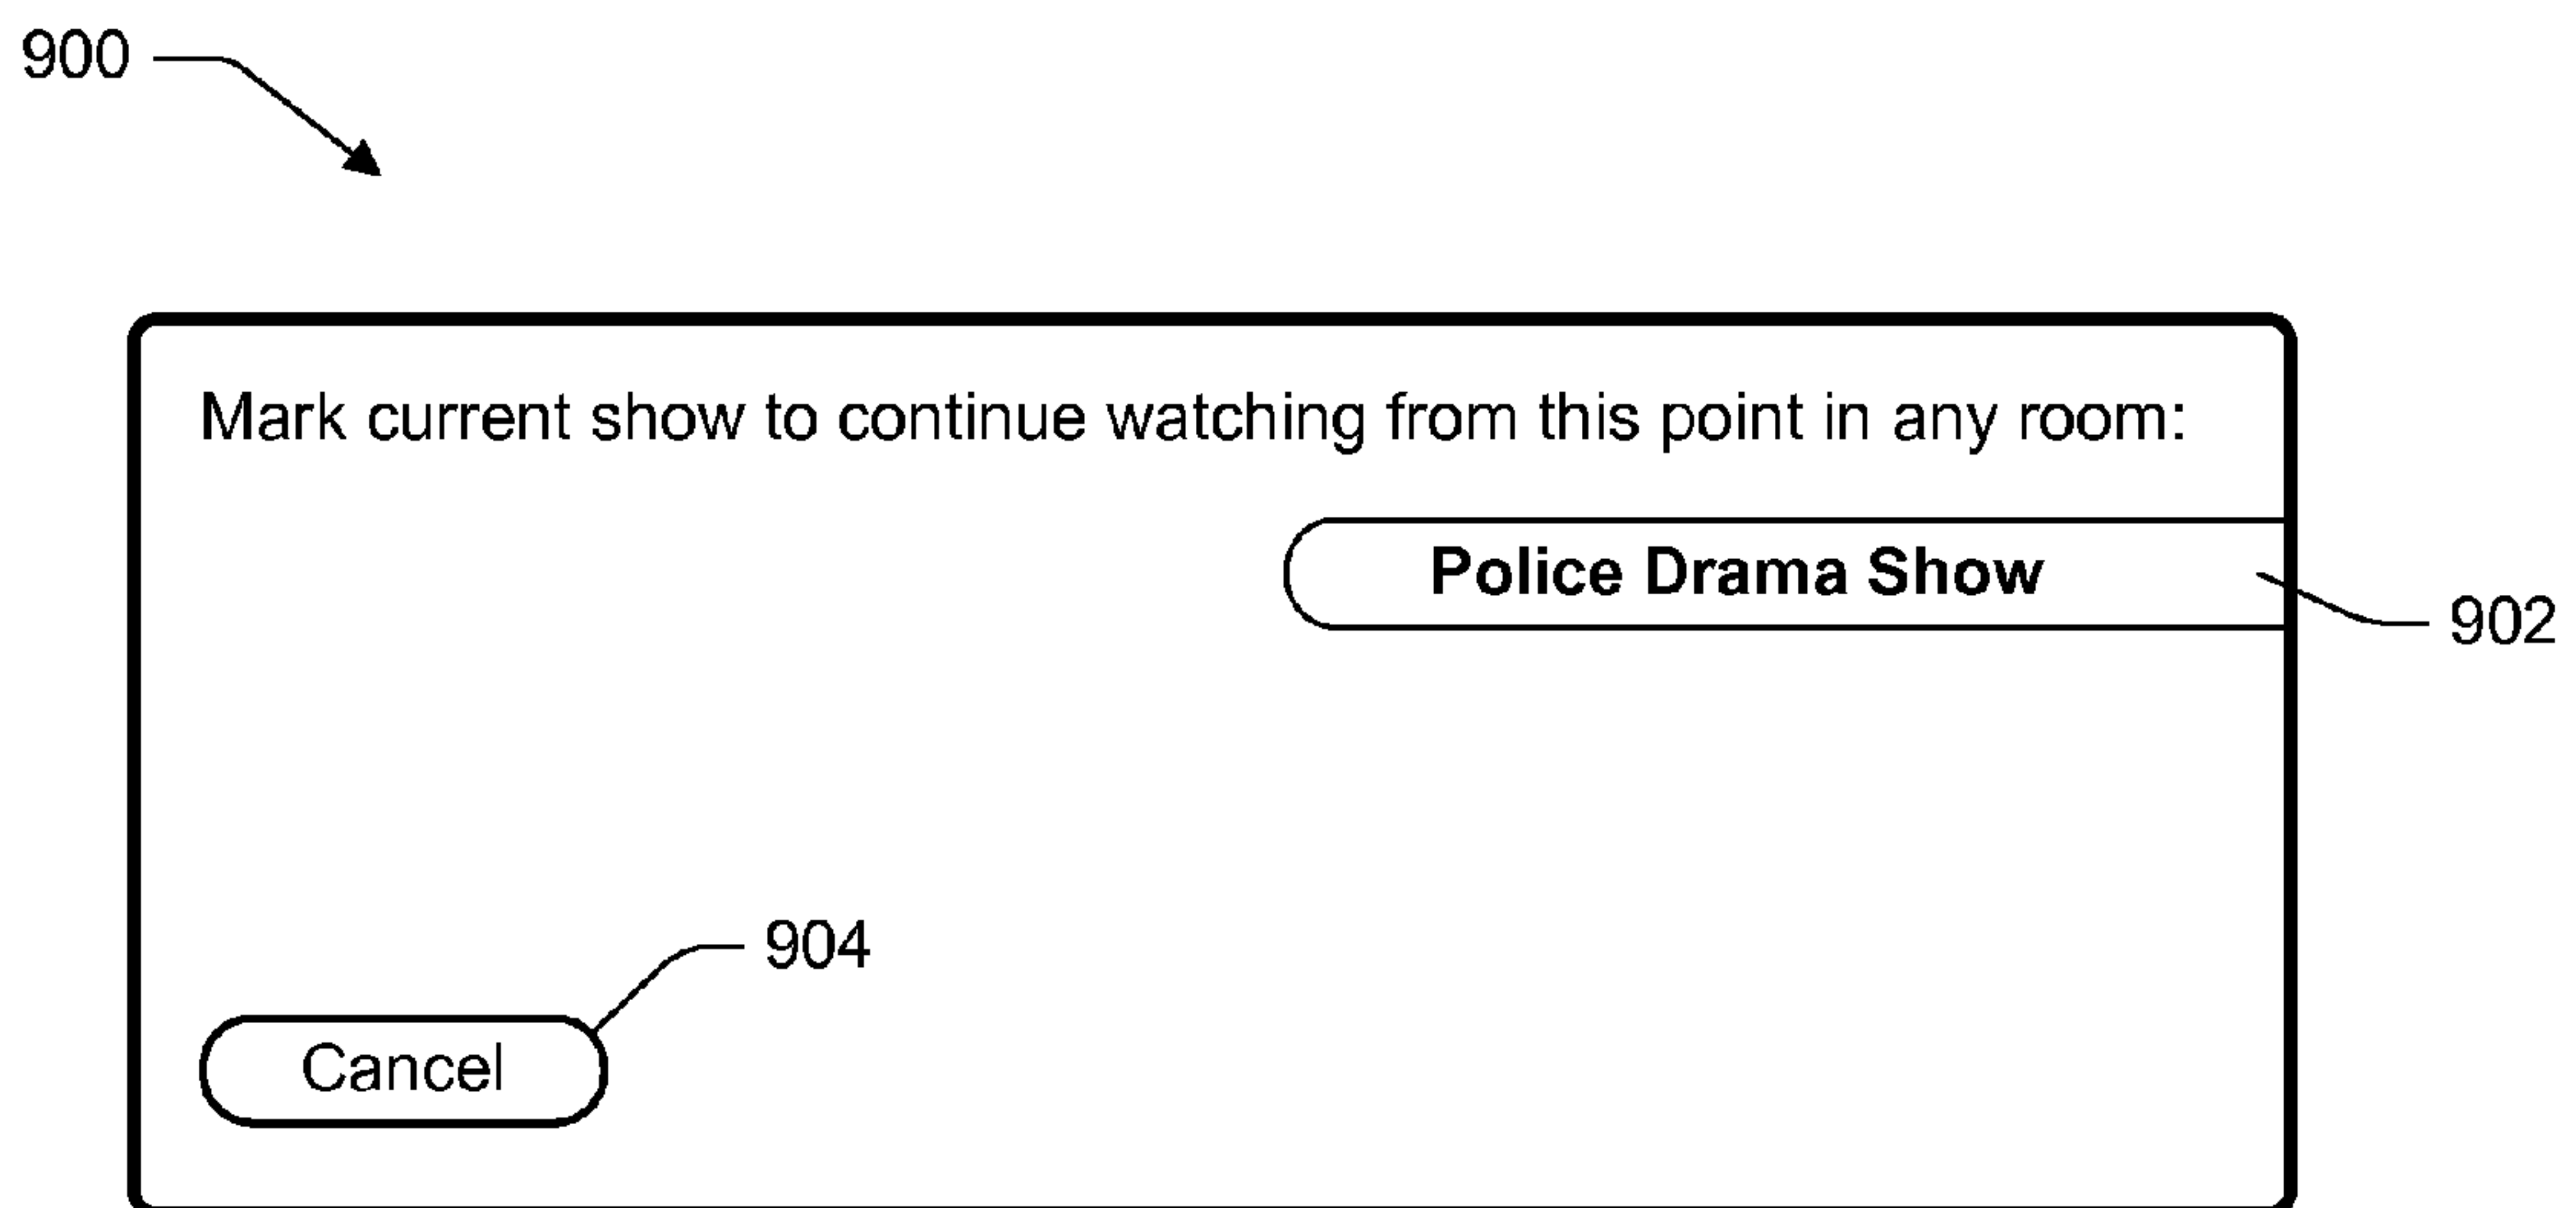 900
Mark current show to continue watching from this point in any room:
Police Drama Show
902
904
Cancel